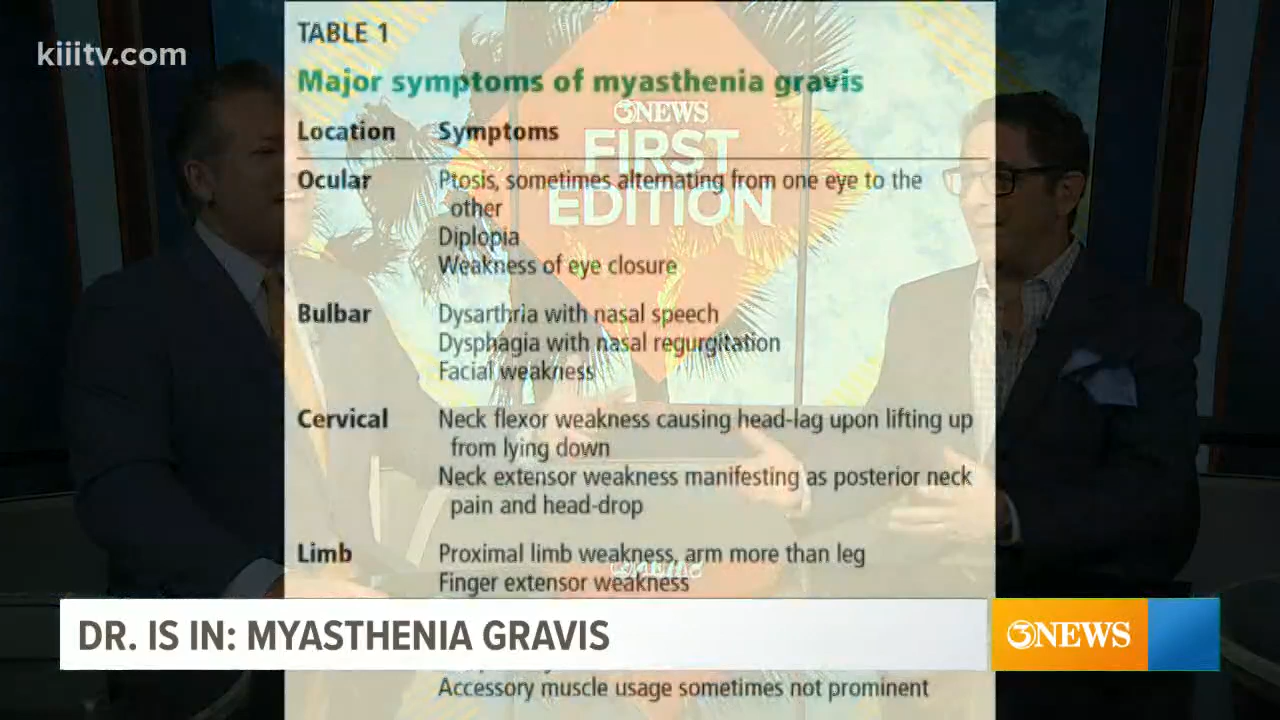 kiiitv.com
TABLE 1
Major symptoms of myasthenia gravis
Location Symptoms
3NEWS
FIRST
EDITION
Ocular Ptosis, sometimes alternating from one eye to the
other
Diplopia
Weakness of eye closure
Bulbar Dysarthria with nasal speech
Dysphagia with nasal regurgitation
Facial weakness
Cervical Neck flexor weakness causing head-lag upon lifting up
from lying down
Neck extensor weakness manifesting as posterior neck
pain and head-drop
Limb Proximal limb weakness, arm more than leg
Finger extensor weakness
DR. IS IN: MYASTHENIA GRAVIS
3NEWS
Accessory muscle usage sometimes not prominent